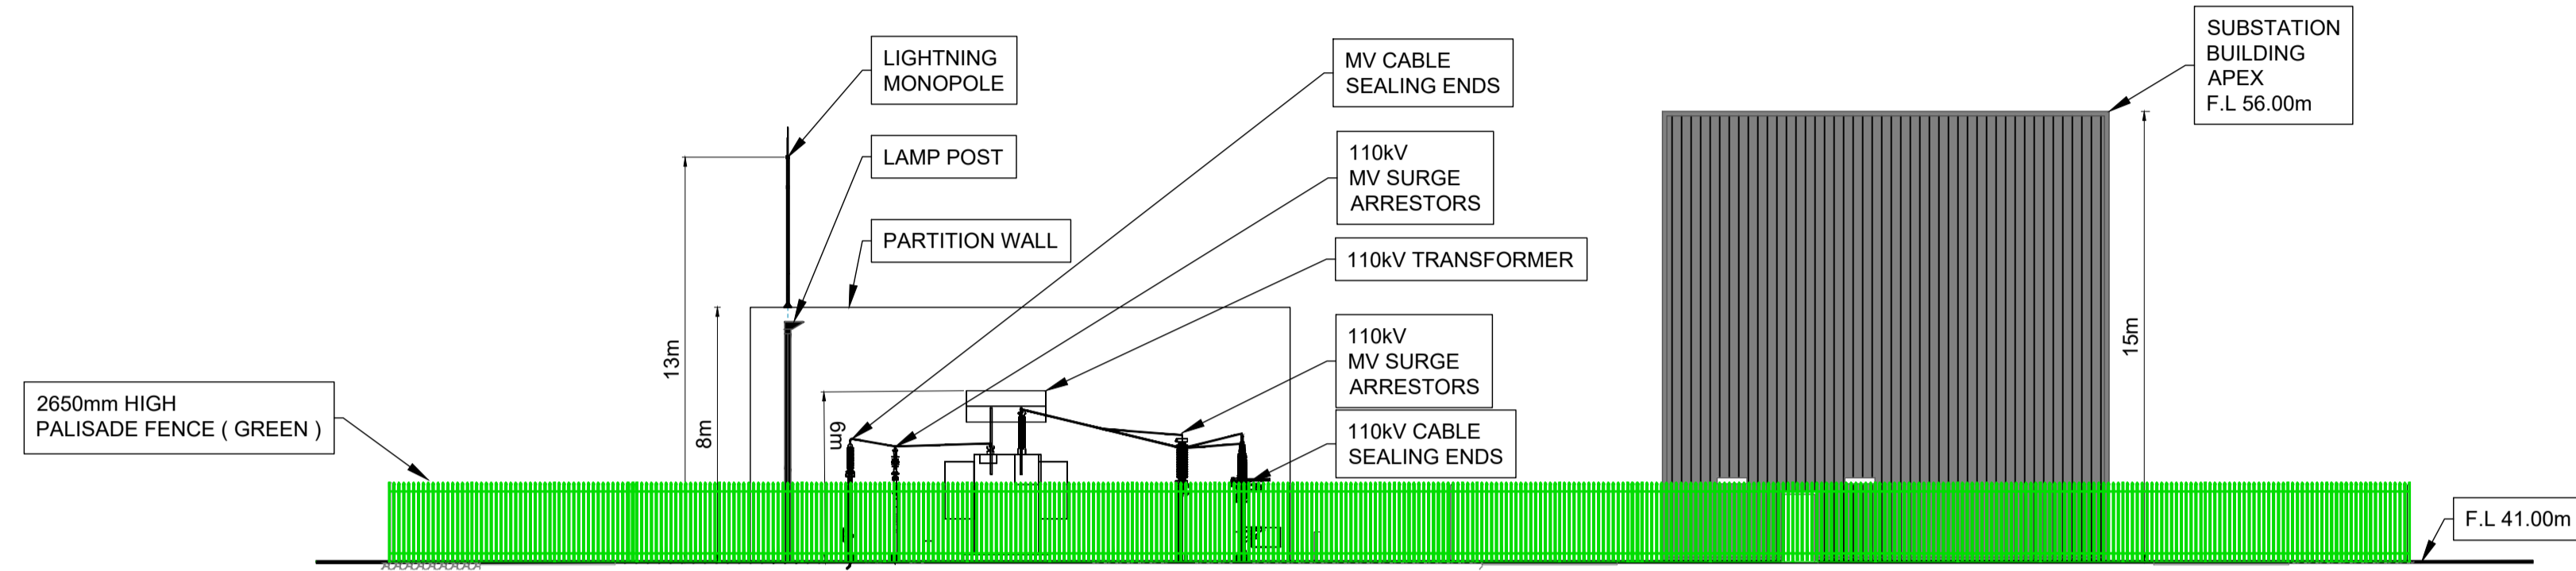 LIGHTNING
MONOPOLE
LAMP POST
PARTITION WALL
MV CABLE
SEALING ENDS
110kV
MV SURGE
ARRESTORS
110kV TRANSFORMER
110kV
MV SURGE
ARRESTORS
110kV CABLE
SEALING ENDS
SUBSTATION
BUILDING
APEX
F.L 56.00m
2650mm HIGH
PALISADE FENCE ( GREEN )
13m
8m
6m
15m
F.L 41.00m